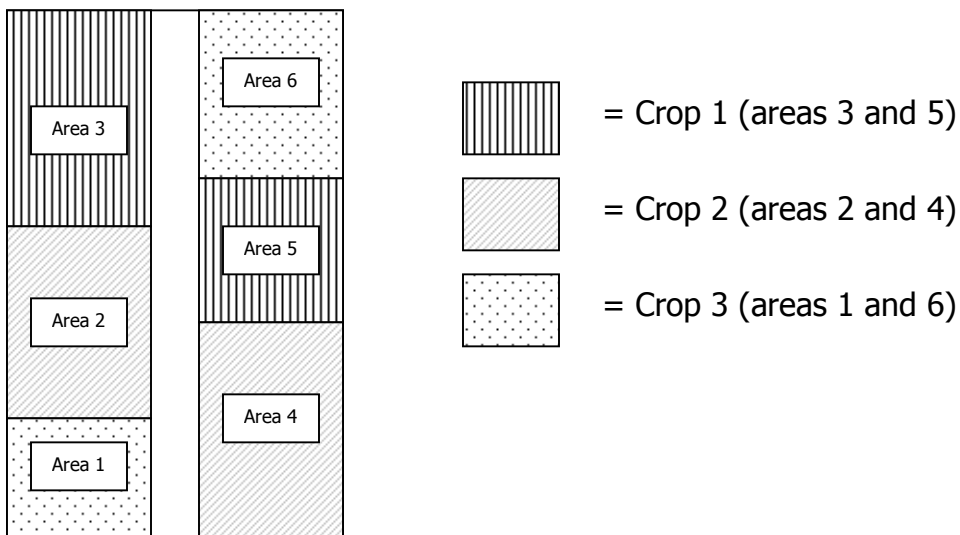 Area 6
Area 3
= Crop 1 (areas 3 and 5)
= Crop 2 (areas 2 and 4)
Area 5
Area 2
= Crop 3 (areas 1 and 6)
Area 4
Area 1